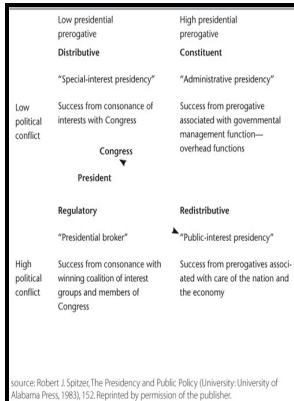 Low presidential High presidential
prerogative prerogative
Distributive Constituent
"Special-interest presidency" "Administrative presidency"
Low Success from consonance of Success from prerogative
political interests with Congress associated with governmental
conflict management function—
overhead functions
Congress
President
Regulatory Redistributive
"Presidential broker" "Public-interest presidency"
High Success from consonance with Success from prerogatives associ-
political winning coalition of interest ated with care of the nation and
conflict groups and members of the economy
Congress
source: Robert J. Spitzer, The Presidency and Public Policy (University: University of
Alabama Press, 1983), 152. Reprinted by permission of the publisher.